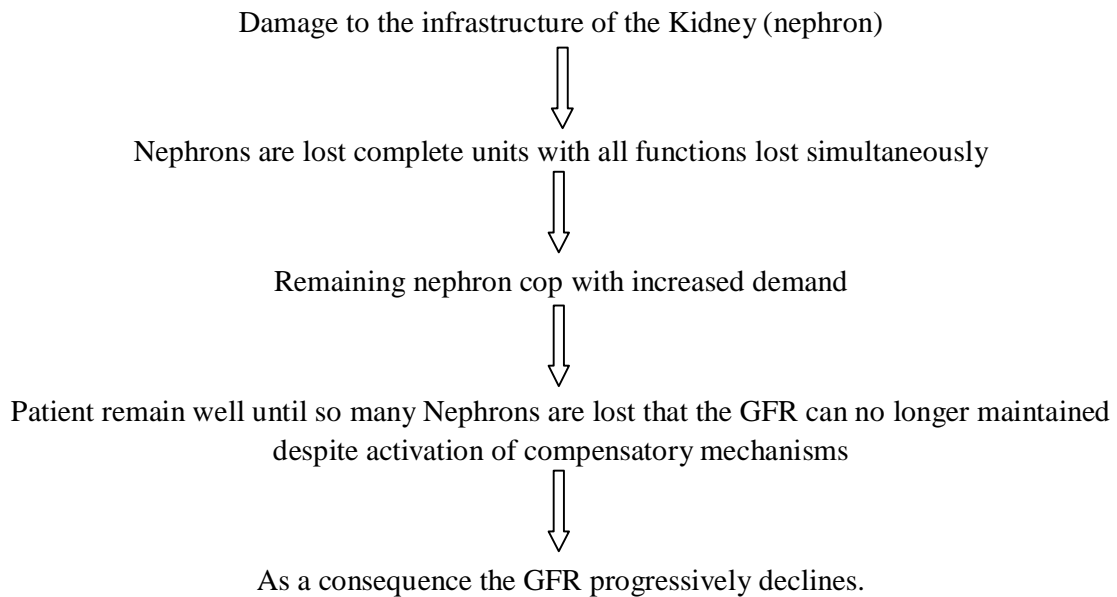 Damage to the infrastructure of the Kidney (nephron)
Nephrons are lost complete units with all functions lost simultaneously
Remaining nephron cop with increased demand
Patient remain well until so many Nephrons are lost that the GFR can no longer maintained
despite activation of compensatory mechanisms
As a consequence the GFR progressively declines.